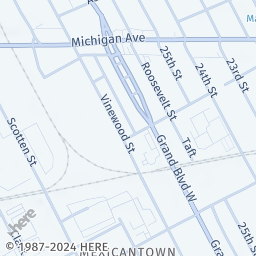 Michigan Ave
Ma
25th St
24th St
23rd St
Roosevelt St
Vinewood St
Scotten St
Taft
Grand Blvd W
25th
here
© 1987-2024 HERE
MEXICANTOWN